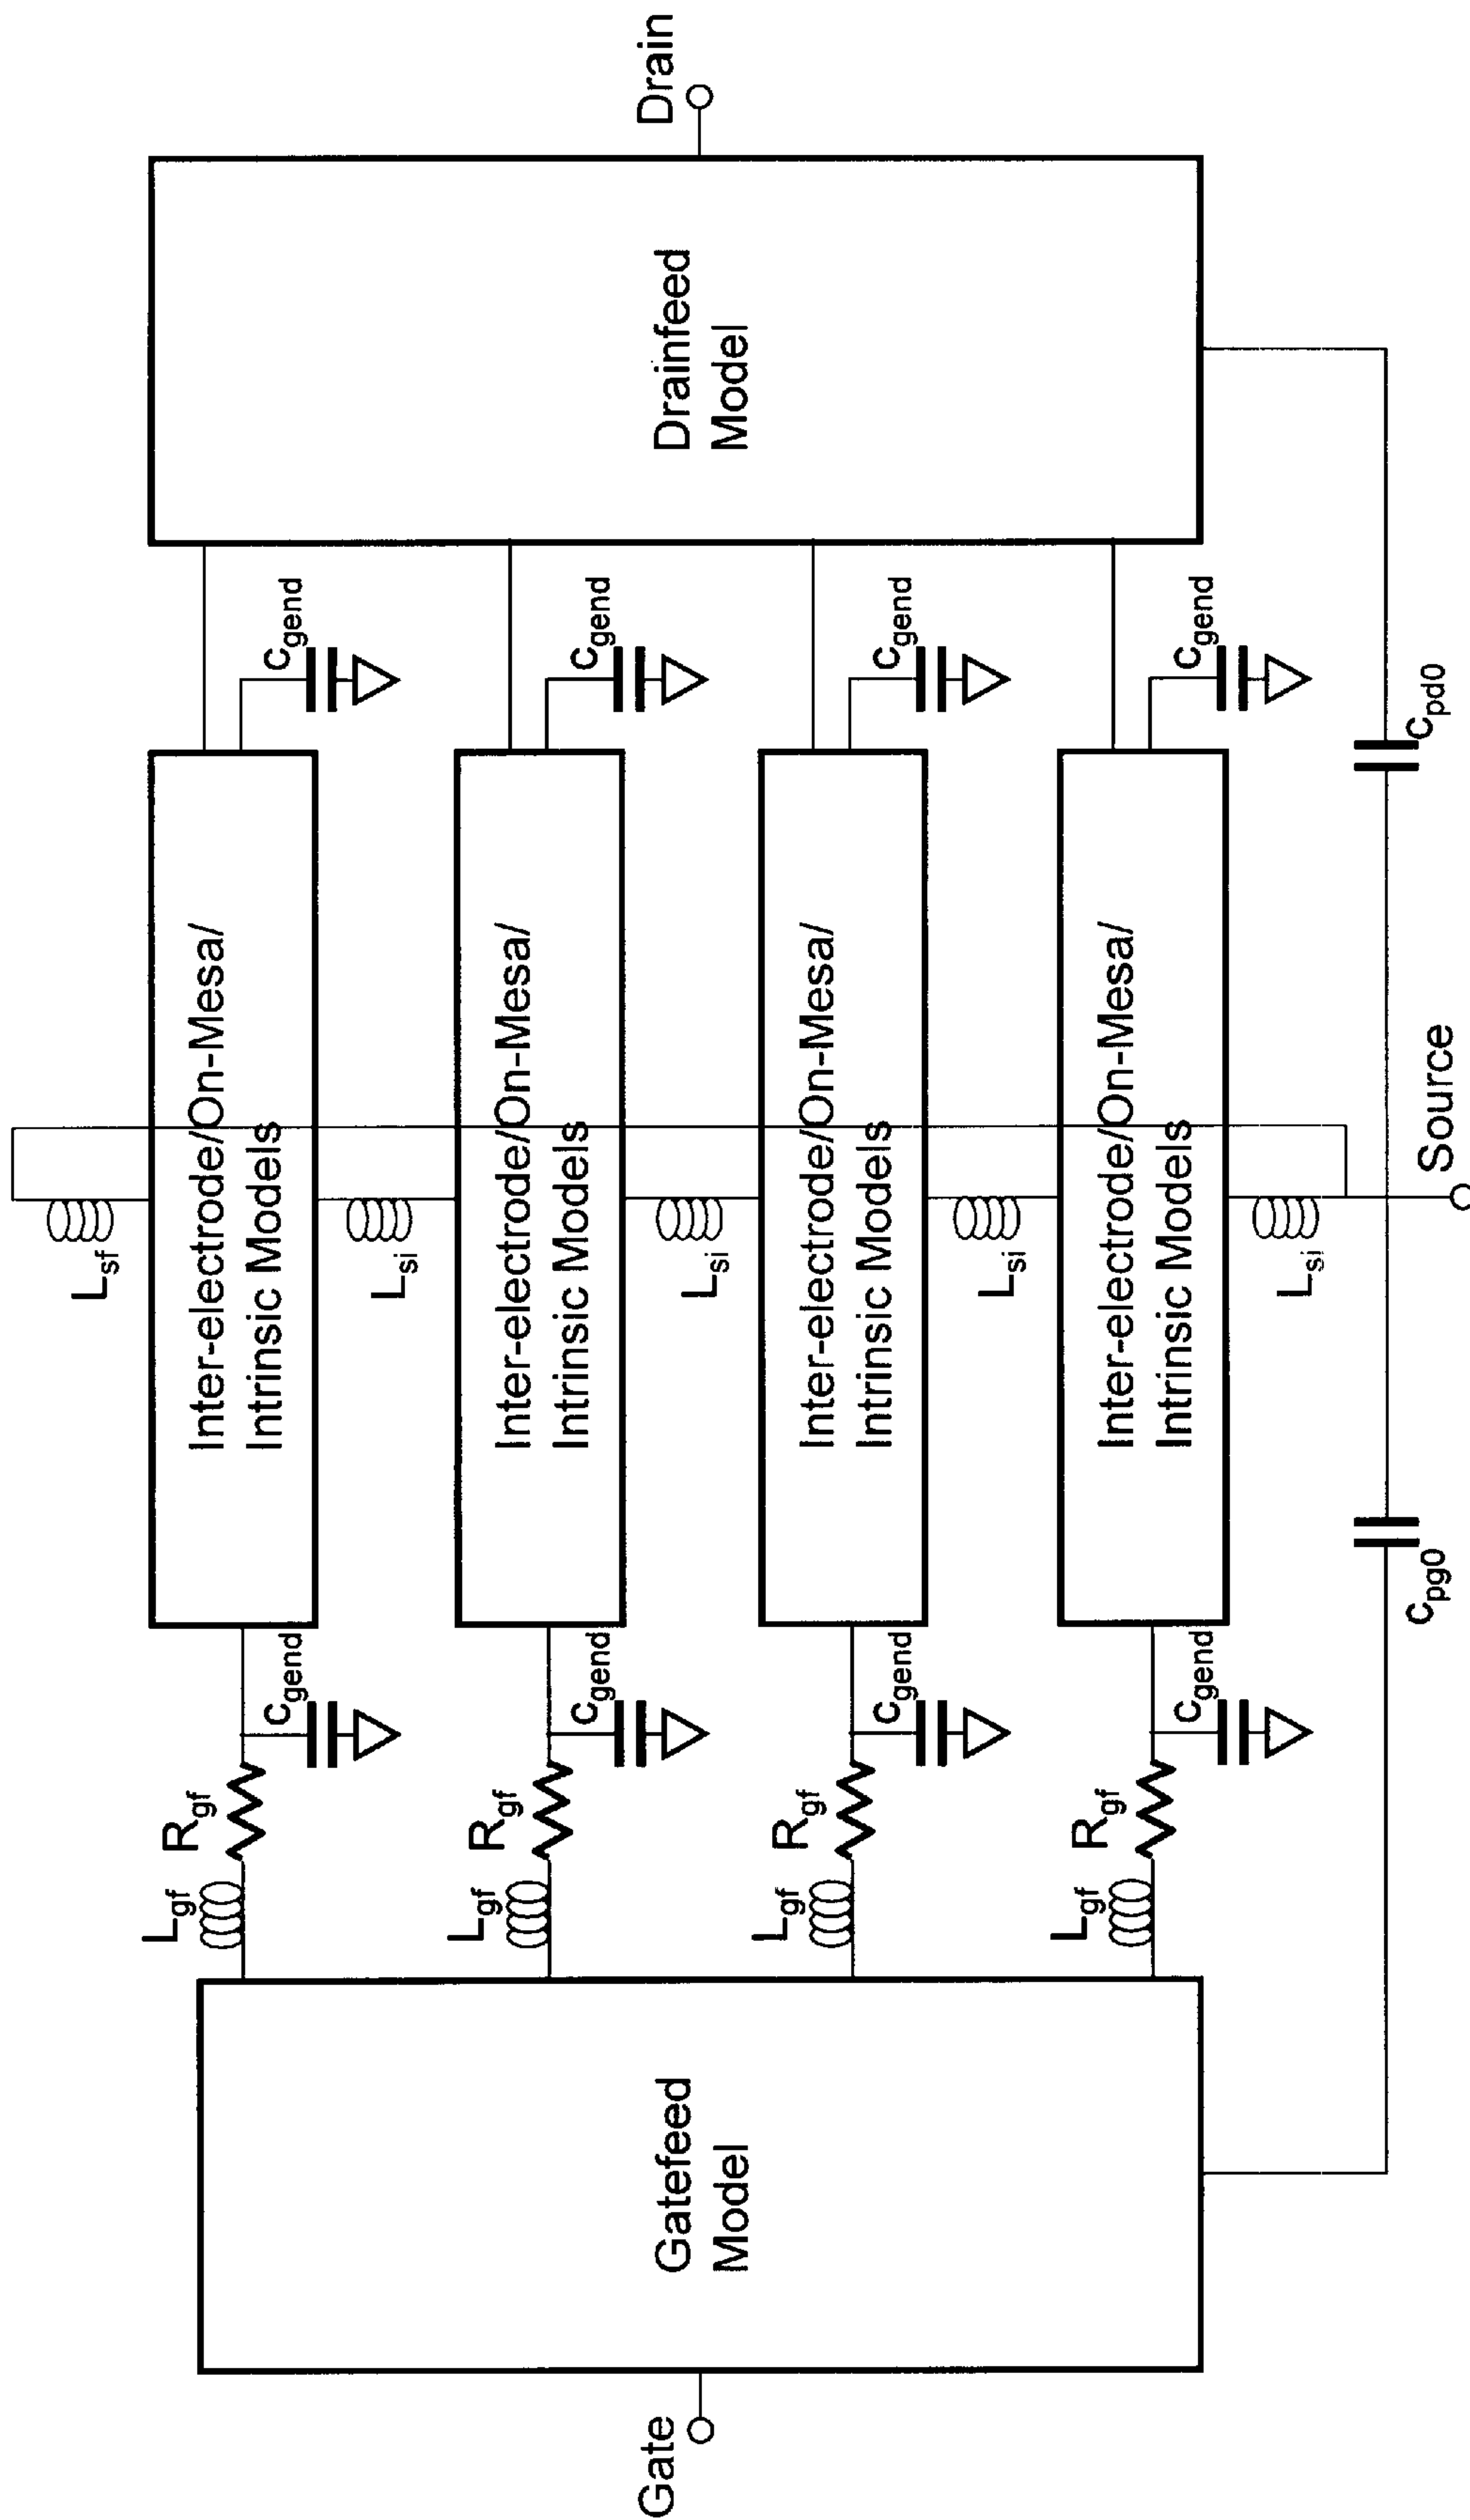 L_sf
L_gf
R_gf
c_gend
Inter-electrode/On-Mesa/
Intrinsic Models
c_gend
L_si
L_gf
R_gf
c_gend
Inter-electrode/On-Mesa/
Intrinsic Models
c_gend
L_si
Gate
Gatefeed
Model
Drainfeed
Model
Drain
L_gf
R_gf
c_gend
Inter-electrode/On-Mesa/
Intrinsic Models
c_gend
L_si
L_gf
R_gf
c_gend
Inter-electrode/On-Mesa/
Intrinsic Models
c_gend
L_si
c_pg0
c_pd0
Source